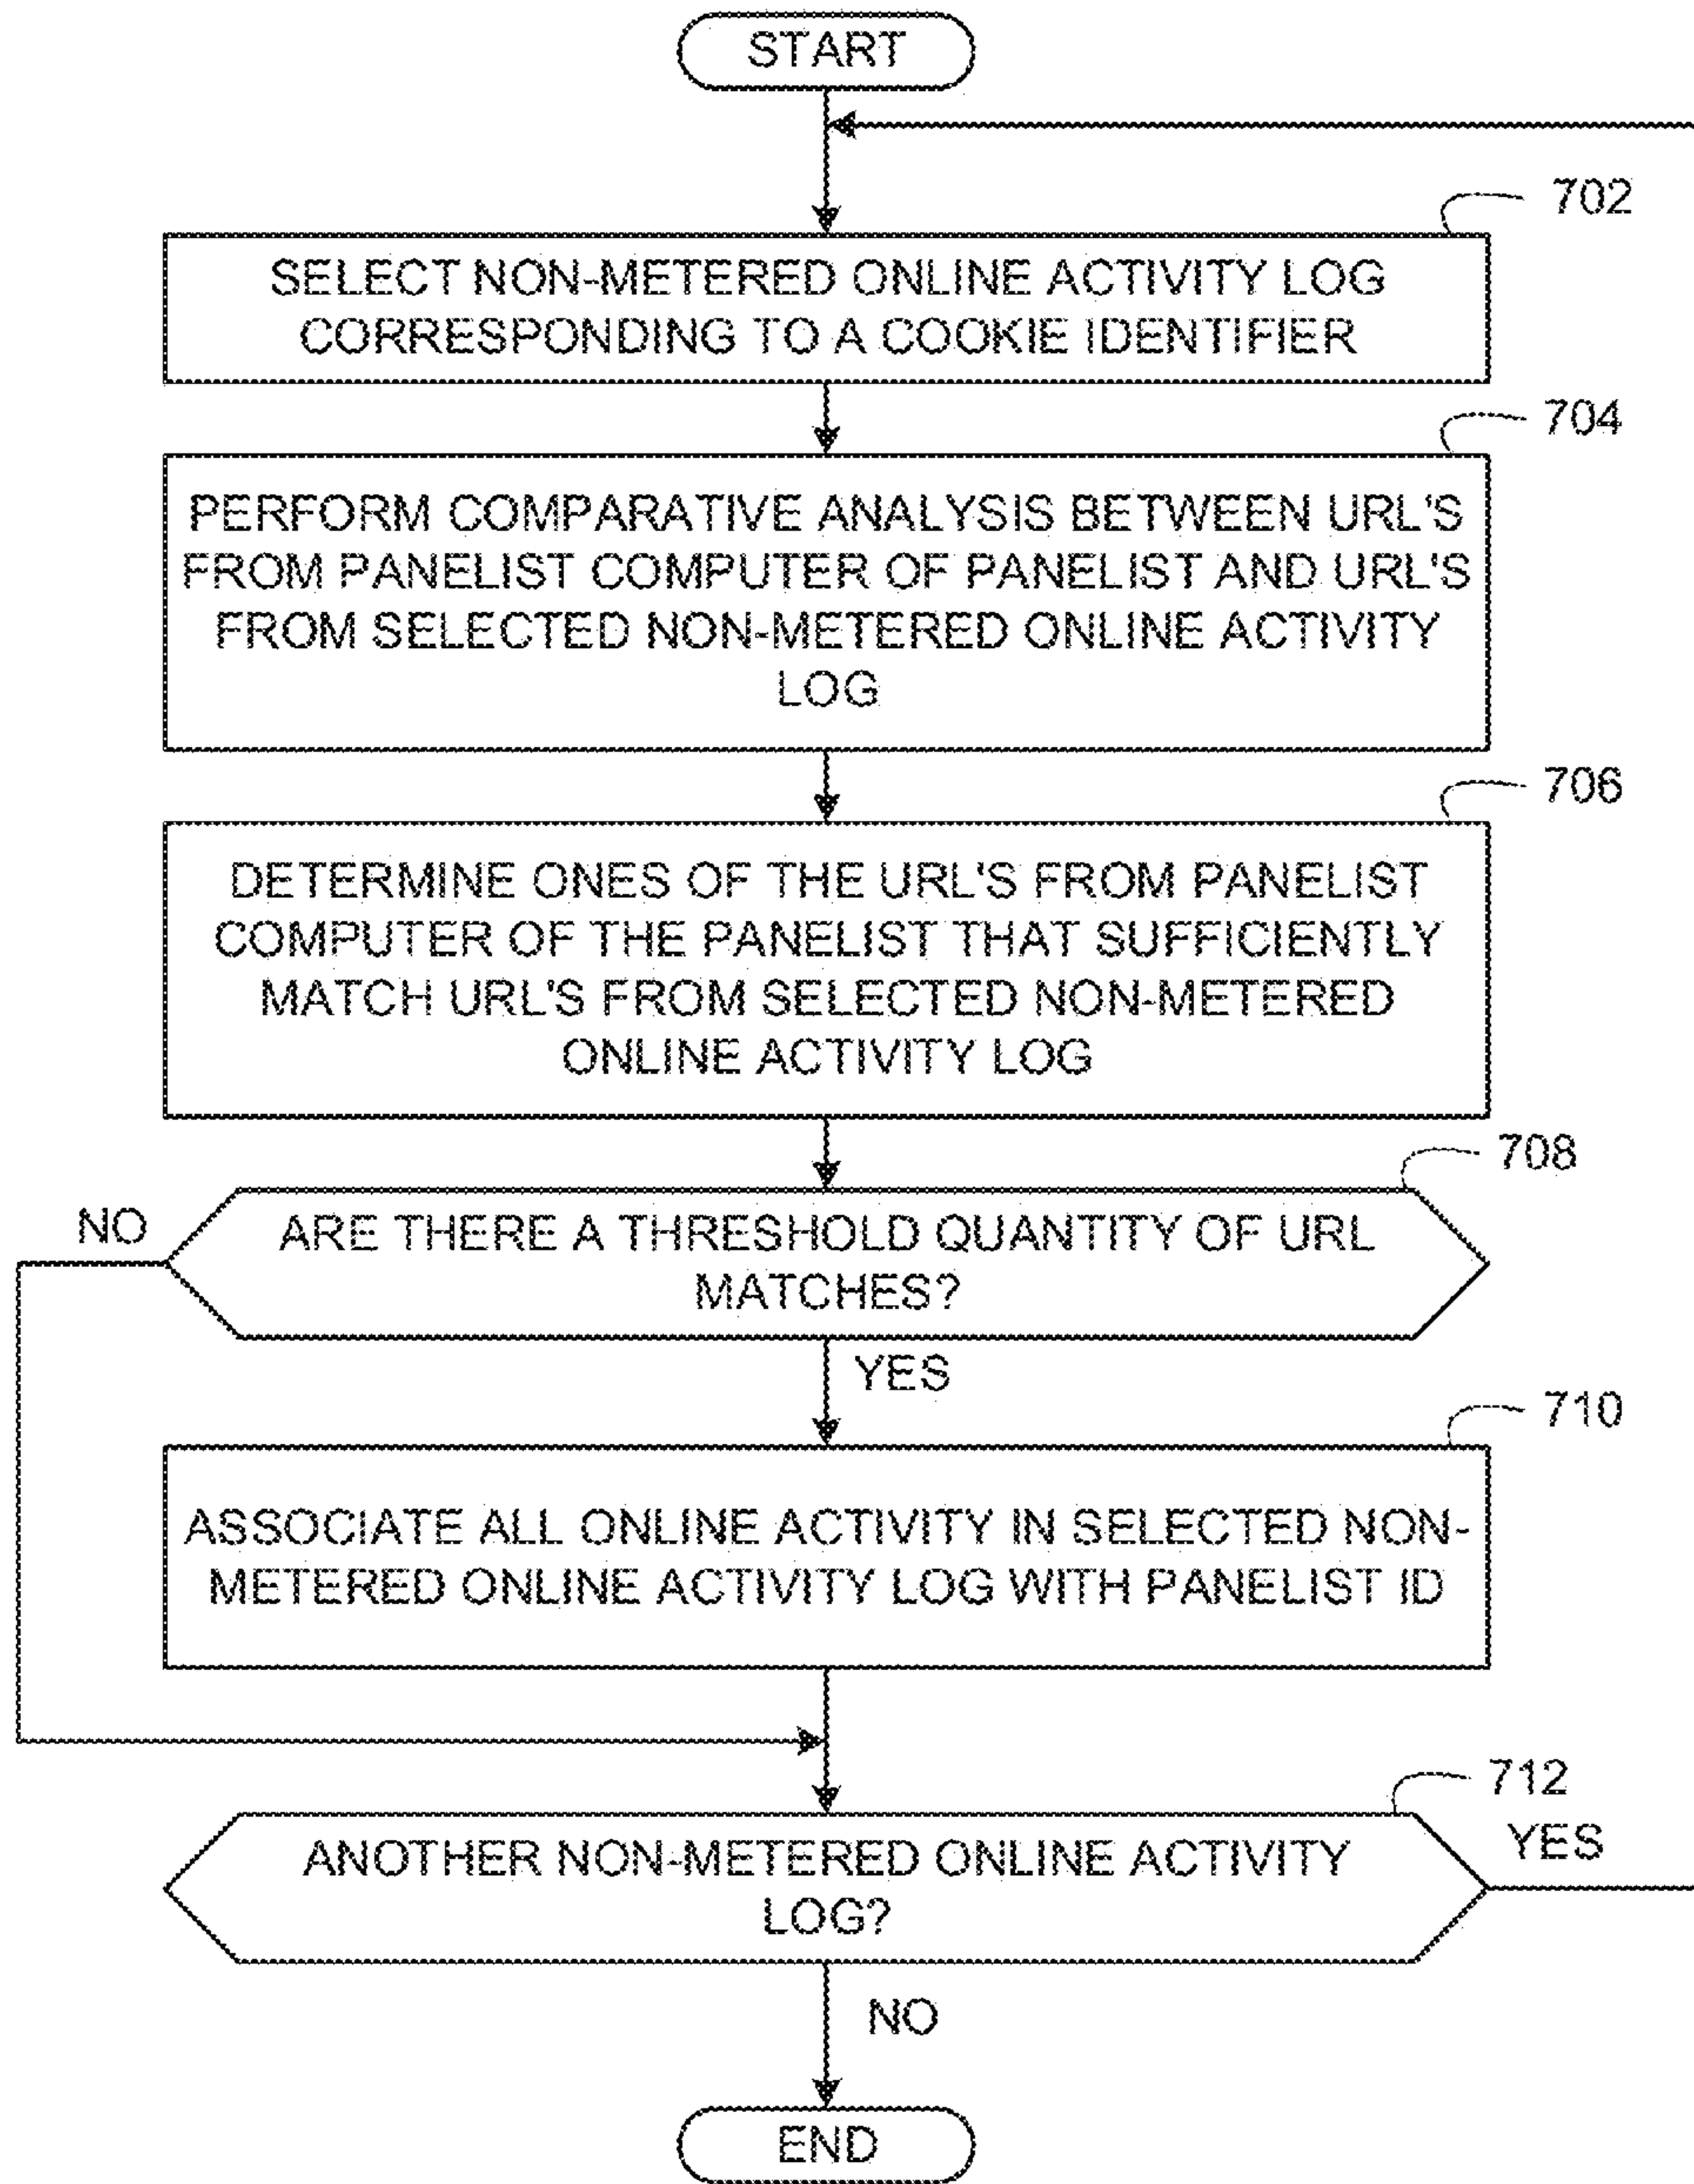 START
702
SELECT NON-METERED ONLINE ACTIVITY LOG
CORRESPONDING TO A COOKIE IDENTIFIER
704
PERFORM COMPARATIVE ANALYSIS BETWEEN URL'S
FROM PANELIST COMPUTER OF PANELIST AND URL'S
FROM SELECTED NON-METERED ONLINE ACTIVITY
LOG
706
DETERMINE ONES OF THE URL'S FROM PANELIST
COMPUTER OF THE PANELIST THAT SUFFICIENTLY
MATCH URL'S FROM SELECTED NON-METERED
ONLINE ACTIVITY LOG
708
NO
ARE THERE A THRESHOLD QUANTITY OF URL
MATCHES?
YES
710
ASSOCIATE ALL ONLINE ACTIVITY IN SELECTED NON-
METERED ONLINE ACTIVITY LOG WITH PANELIST ID
712
YES
ANOTHER NON-METERED ONLINE ACTIVITY
LOG?
NO
END